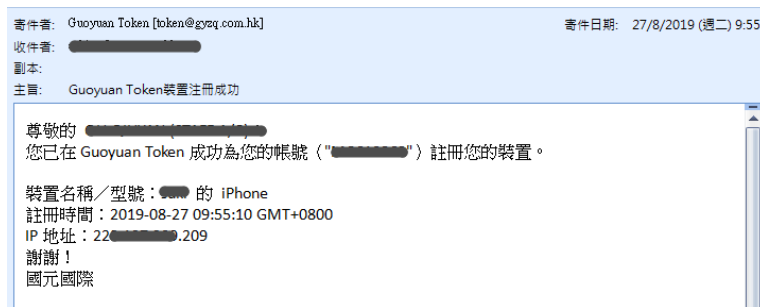 寄件者: Guoyuan Token [token@gyzq.com.hk] 寄件日期: 27/8/2019 (週二) 9:55
收件者:
副本:
主旨: Guoyuan Token裝置注冊成功
尊敬的
您已在 Guoyuan Token 成功為您的帳號（" "）註冊您的裝置。
裝置名稱／型號： 的 iPhone
註冊時間：2019-08-27 09:55:10 GMT+0800
IP 地址：22 .209
謝謝！
國元國際